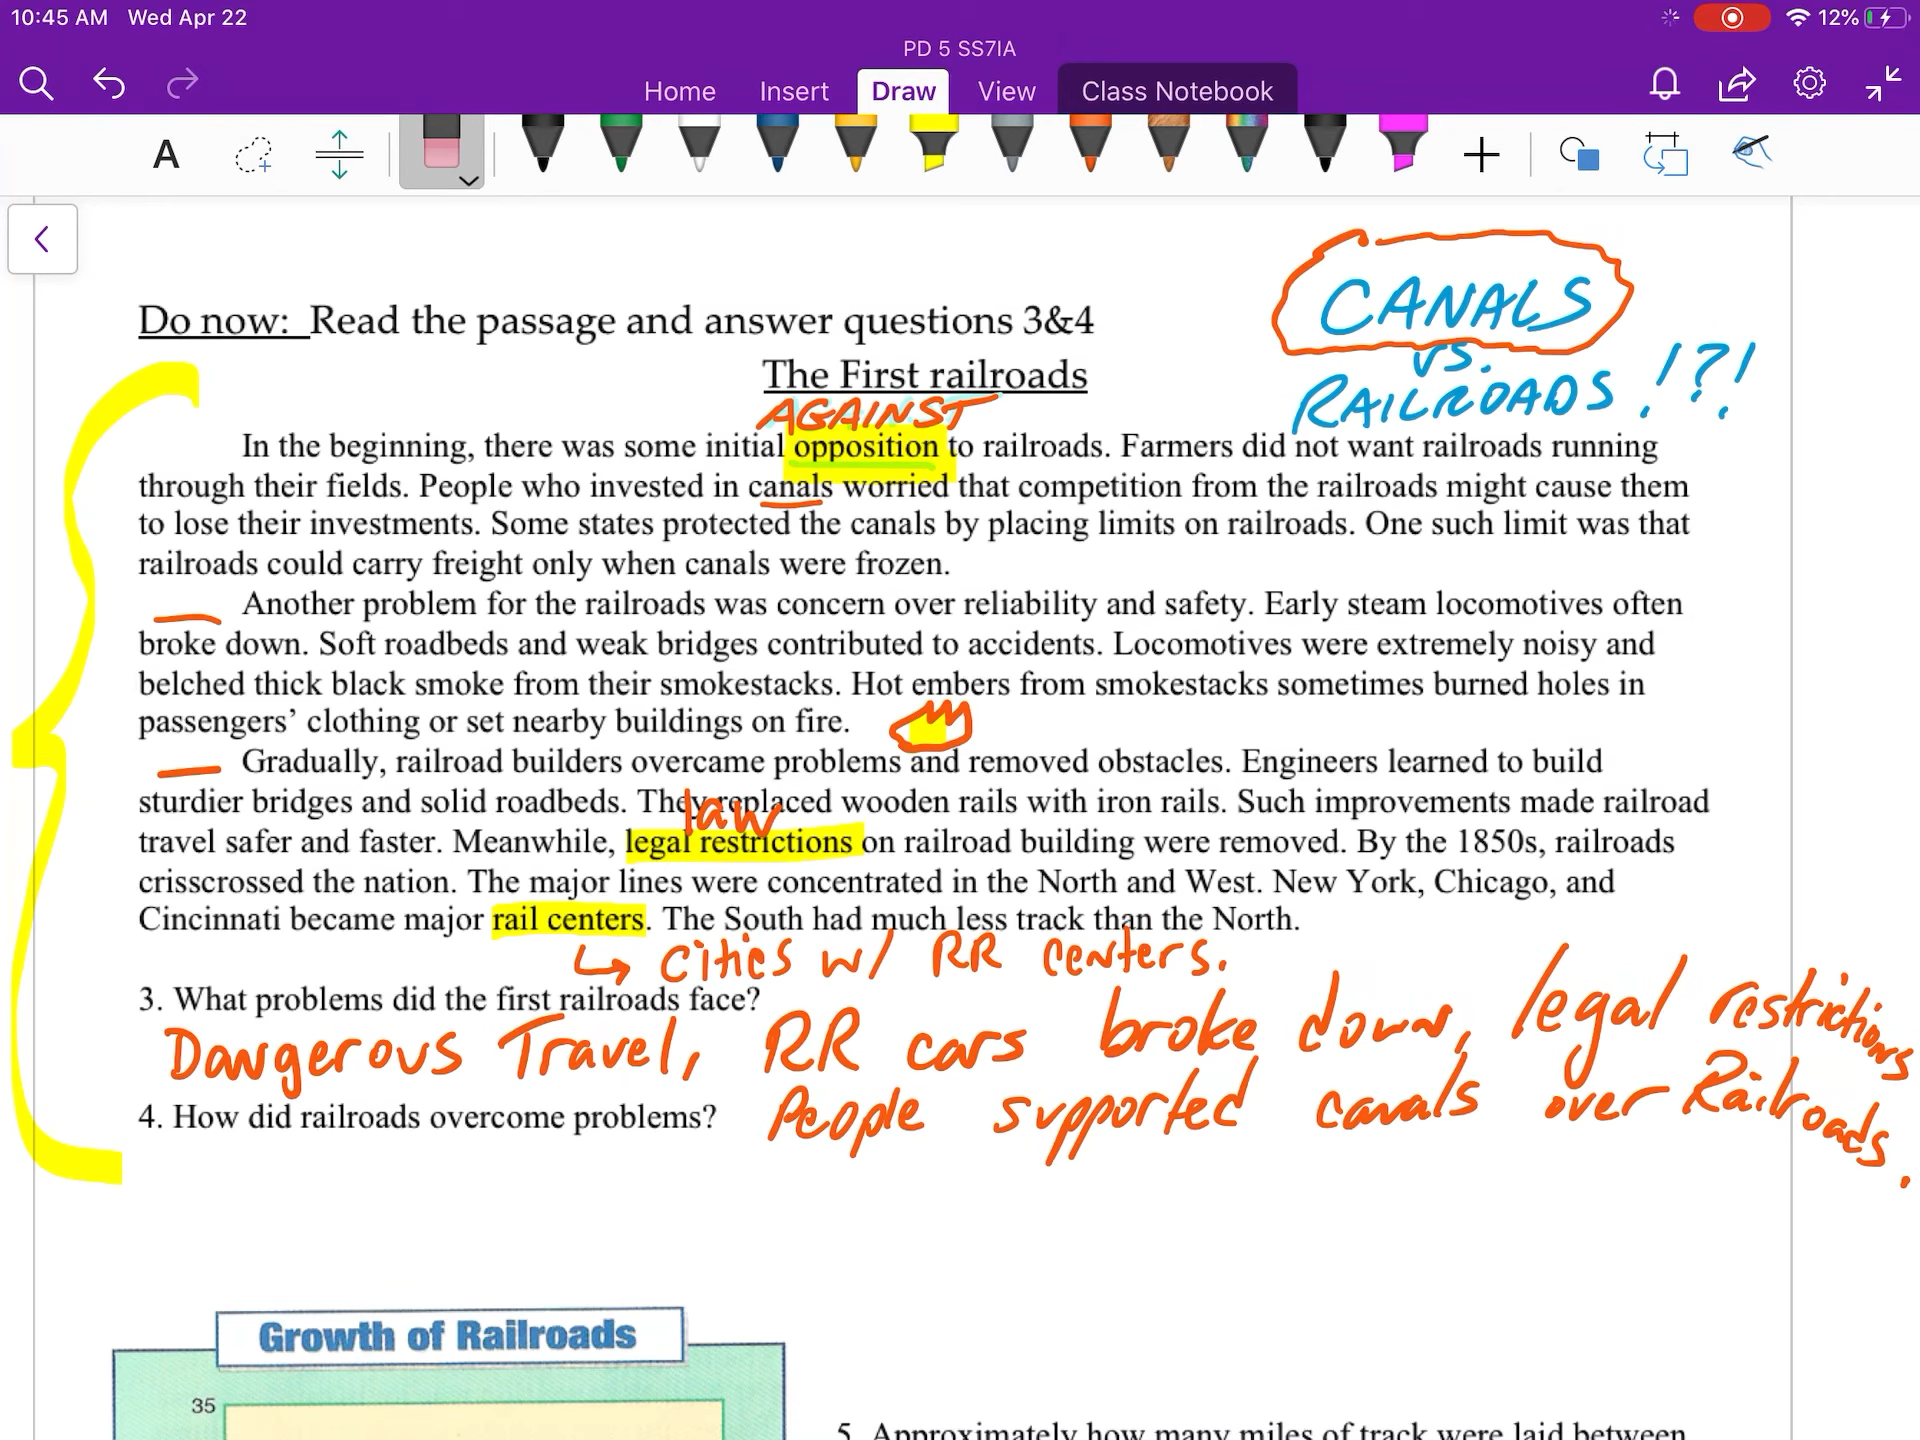 10:45 AM Wed Apr 22
12%
PD 5 SS7IA
Home Insert Draw View Class Notebook
A
CANALS
vs.
RAILROADS !?!
Do now: Read the passage and answer questions 3&4
The First railroads
AGAINST
In the beginning, there was some initial opposition to railroads. Farmers did not want railroads running
through their fields. People who invested in canals worried that competition from the railroads might cause them
to lose their investments. Some states protected the canals by placing limits on railroads. One such limit was that
railroads could carry freight only when canals were frozen.
Another problem for the railroads was concern over reliability and safety. Early steam locomotives often
broke down. Soft roadbeds and weak bridges contributed to accidents. Locomotives were extremely noisy and
belched thick black smoke from their smokestacks. Hot embers from smokestacks sometimes burned holes in
passengers’ clothing or set nearby buildings on fire.
Gradually, railroad builders overcame problems and removed obstacles. Engineers learned to build
sturdier bridges and solid roadbeds. They replaced wooden rails with iron rails. Such improvements made railroad
law
travel safer and faster. Meanwhile, legal restrictions on railroad building were removed. By the 1850s, railroads
crisscrossed the nation. The major lines were concentrated in the North and West. New York, Chicago, and
Cincinnati became major rail centers. The South had much less track than the North.
↳ cities w/ RR centers.
3. What problems did the first railroads face?
Dangerous Travel, RR cars broke down, legal restrictions
People supported canals over Railroads.
4. How did railroads overcome problems?
Growth of Railroads
35
5. Approximately how many miles of track were laid between